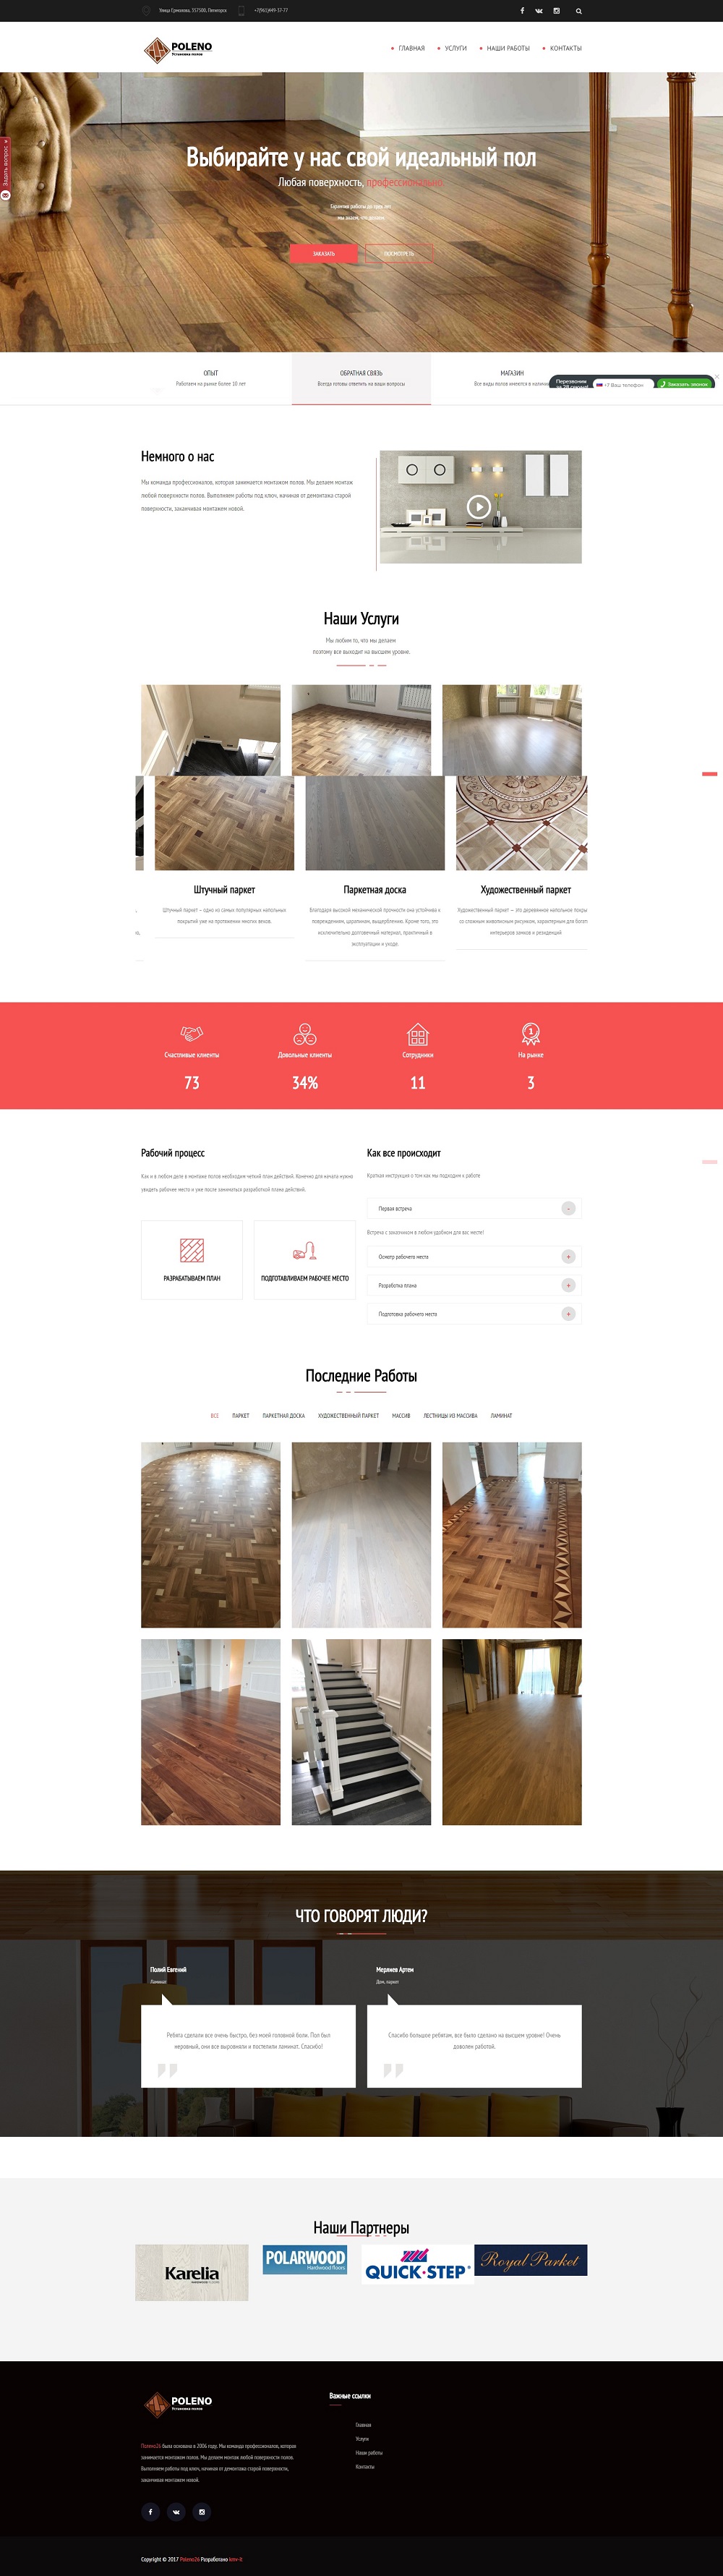 Улица Ермолова, 357500, Пятигорск
+7(961)449-37-77
POLENO
Установка полов
ГЛАВНАЯ
УСЛУГИ
НАШИ РАБОТЫ
КОНТАКТЫ
Задать вопрос
Выбирайте у нас свой идеальный пол
Любая поверхность, профессионально
Гарантия работы до трех лет,
мы знаем, что делаем.
ЗАКАЗАТЬ
ПОСМОТРЕТЬ
ОПЫТ
Работаем на рынке более 10 лет
ОБРАТНАЯ СВЯЗЬ
Всегда готовы ответить на ваши вопросы
МАГАЗИН
Все виды полов имеются в наличии
Перезвоним
за 28 секунд!
+7 Ваш телефон
Заказать звонок
Немного о нас
Мы команда профессионалов, которая занимается монтажом полов. Мы делаем монтаж
любой поверхности полов. Выполняем работы под ключ, начиная от демонтажа старой
поверхности, заканчивая монтажем новой.
Наши Услуги
Мы любим то, что мы делаем
поэтому все выходит на высшем уровне.
Штучный паркет
Штучный паркет – одно из самых популярных напольных
покрытий уже на протяжении многих веков.
Паркетная доска
Благодаря высокой механической прочности они устойчива к
повреждениям, царапинам, выщерблению. Кроме того, это
исключительно долговечный материал, практичный в
эксплуатации и уходе.
Художественный паркет
Художественный паркет — это деревянное напольное покры
со сложным живописным рисунком, характерным для богат
интерьеров замков и резиденций
Счастливые клиенты
73
Довольные клиенты
34%
Сотрудники
11
На рынке
3
Рабочий процесс
Как и в любом деле в монтаже полов необходим четкий план действий. Конечно для начала нужно
увидеть рабочее место и уже после заниматься разработкой плана действий.
РАЗРАБАТЫВАЕМ ПЛАН
ПОДГОТАВЛИВАЕМ РАБОЧЕЕ МЕСТО
Как все происходит
Краткая инструкция о том как мы подходим к работе
Первая встреча
-
Встреча с заказчиком в любом удобном для вас месте!
Осмотр рабочего места
+
Разработка плана
+
Подготовка рабочего места
+
Последние Работы
ВСЕ
ПАРКЕТ
ПАРКЕТНАЯ ДОСКА
ХУДОЖЕСТВЕННЫЙ ПАРКЕТ
МАССИВ
ЛЕСТНИЦЫ ИЗ МАССИВА
ЛАМИНАТ
ЧТО ГОВОРЯТ ЛЮДИ?
Полий Евгений
Ламинат
Ребята сделали все очень быстро, без моей головной боли. Пол был
неровный, они все выровняли и постелили ламинат. Спасибо!
Мерлиев Артем
Дом, паркет
Спасибо большое ребятам, все было сделано на высшем уровне! Очень
доволен работой.
Наши Партнеры
Karelia
POLARWOOD
Hardwood floors
QUICK·STEP®
Royal Parket
POLENO
Установка полов
Полено26 была основана в 2006 году. Мы команда профессионалов, которая
занимается монтажом полов. Мы делаем монтаж любой поверхности полов.
Выполняем работы под ключ, начиная от демонтажа старой поверхности,
заканчивая монтажем новой.
Важные ссылки
Главная
Услуги
Наши работы
Контакты
Copyright © 2017 Poleno26 Разработано kmv-it